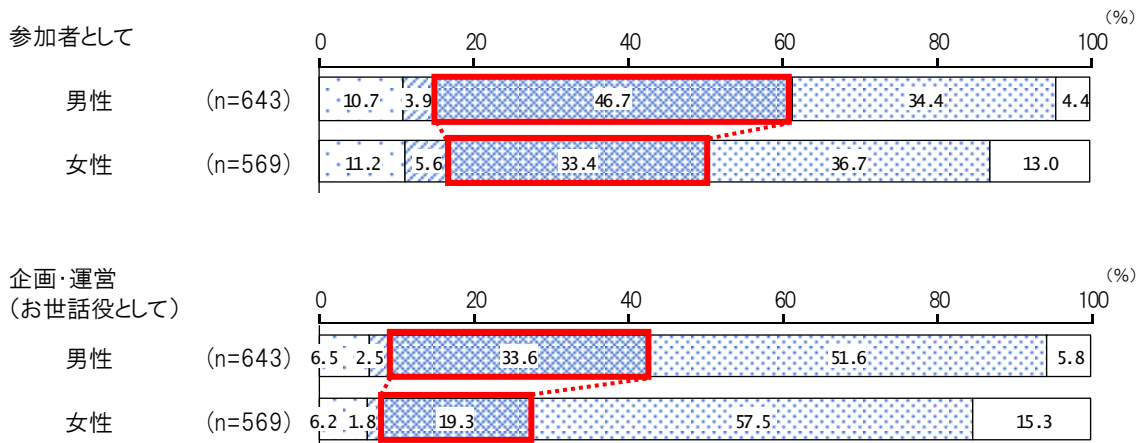 (%)
参加者として
0 20 40 60 80 100
男性 (n=643) 10.7 3.9 46.7 34.4 4.4
女性 (n=569) 11.2 5.6 33.4 36.7 13.0
(%)
企画・運営
(お世話役として)
0 20 40 60 80 100
男性 (n=643) 6.5 2.5 33.6 51.6 5.8
女性 (n=569) 6.2 1.8 19.3 57.5 15.3